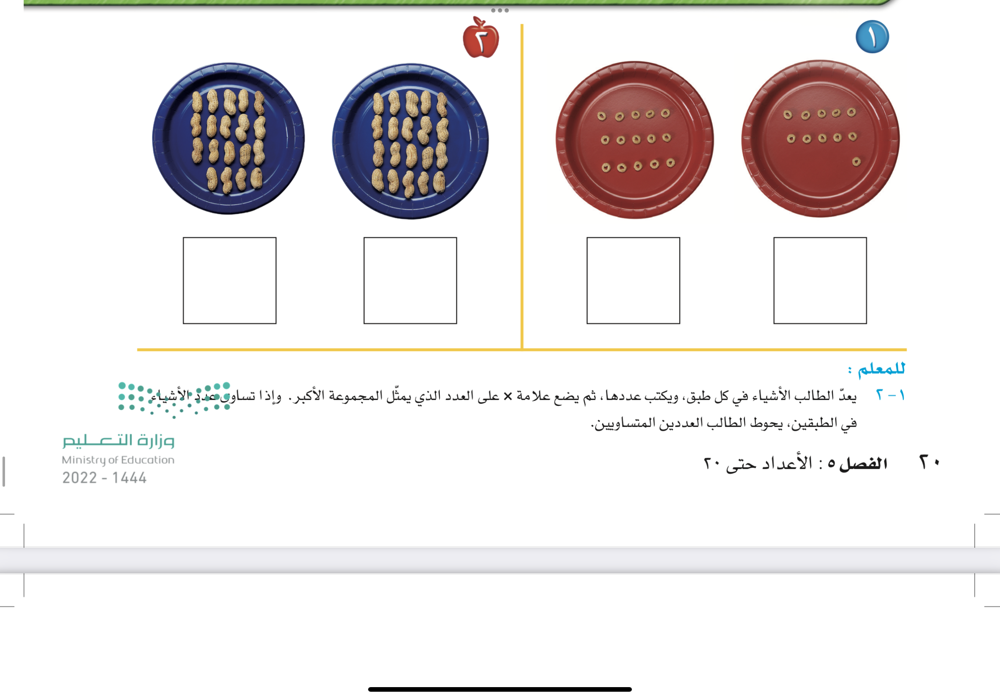 ١
٢
للمعلم :
١ - ٢ يعدّ الطالب الأشياء في كل طبق، ويكتب عددها، ثم يضع علامة × على العدد الذي يمثّل المجموعة الأكبر. وإذا تساوى عدد الأشياء
في الطبقين، يحوط الطالب العددين المتساويين.
٢٠ الفصل ٥ : الأعداد حتى ٢٠
وزارة التعليم
Ministry of Education
2022 - 1444